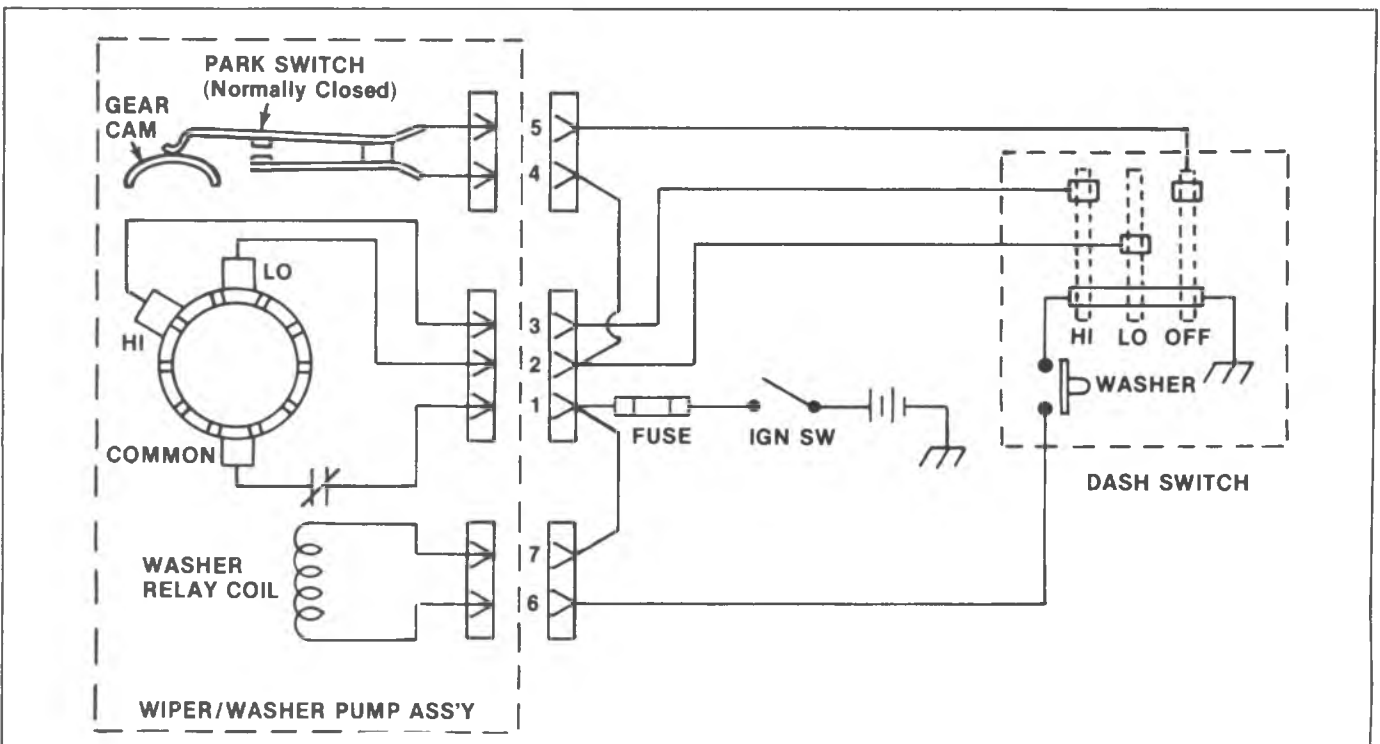 PARK SWITCH
(Normally Closed)
GEAR
CAM
5
4
LO
HI
3
2
1
COMMON
FUSE
IGN SW
HI LO OFF
WASHER
DASH SWITCH
WASHER
RELAY COIL
7
6
WIPER/WASHER PUMP ASS'Y